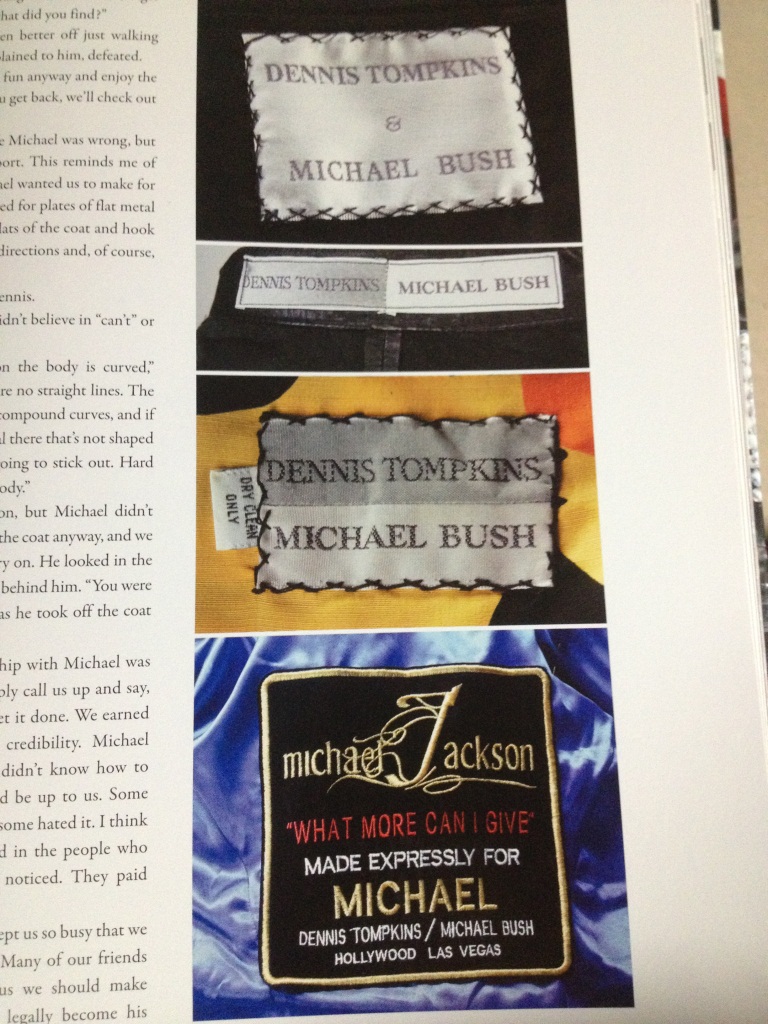 hat did you find?"
en better off just walking
lained to him, defeated.
fun anyway and enjoy the
u get back, we'll check out
e Michael was wrong, but
ort. This reminds me of
ael wanted us to make for
ed for plates of flat metal
lats of the coat and hook
directions and, of course,
ennis.
idn't believe in "can't" or
on the body is curved,"
re no straight lines. The
compound curves, and if
al there that's not shaped
oing to stick out. Hard
ody."
on, but Michael didn't
the coat anyway, and we
ry on. He looked in the
behind him. "You were
as he took off the coat
hip with Michael was
ply call us up and say,
et it done. We earned
credibility. Michael
didn't know how to
d be up to us. Some
some hated it. I think
d in the people who
noticed. They paid
ept us so busy that we
Many of our friends
us we should make
legally become his
DENNIS TOMPKINS
&
MICHAEL BUSH
DENNIS TOMPKINS MICHAEL BUSH
DRY CLEAN
ONLY
DENNIS TOMPKINS
MICHAEL BUSH
michael Jackson
"WHAT MORE CAN I GIVE"
MADE EXPRESSLY FOR
MICHAEL
DENNIS TOMPKINS / MICHAEL BUSH
HOLLYWOOD LAS VEGAS